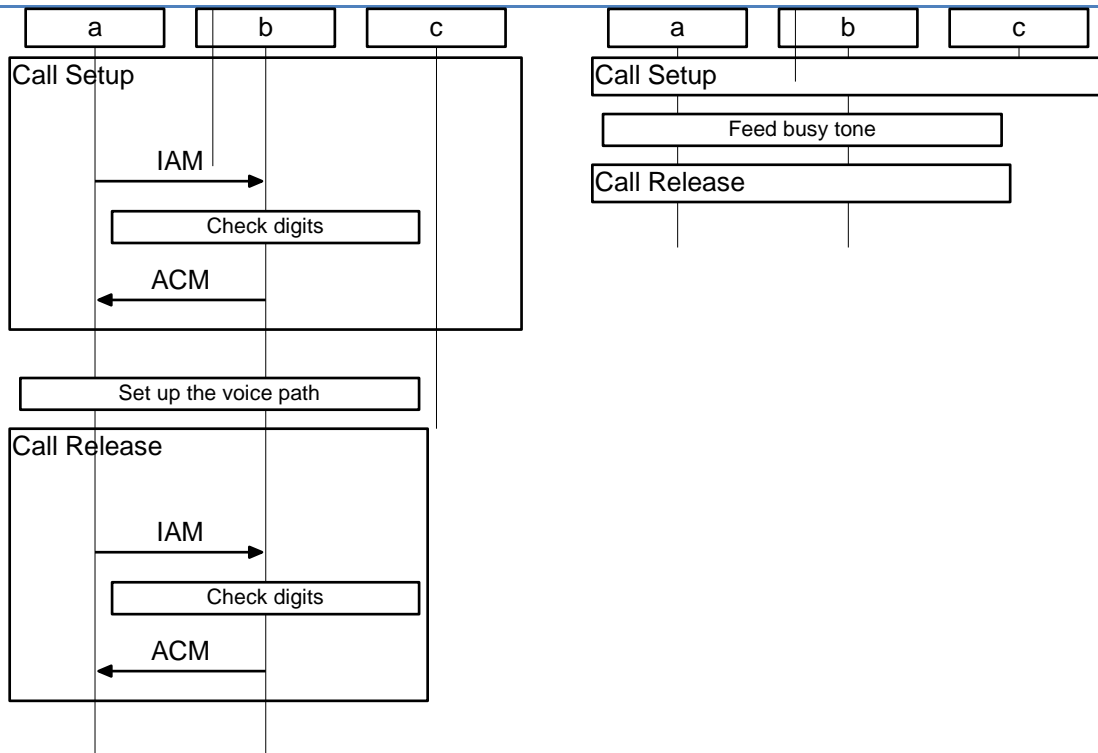 a
b
c
Call Setup
IAM
Check digits
ACM
Set up the voice path
Call Release
IAM
Check digits
ACM
a
b
c
Call Setup
Feed busy tone
Call Release